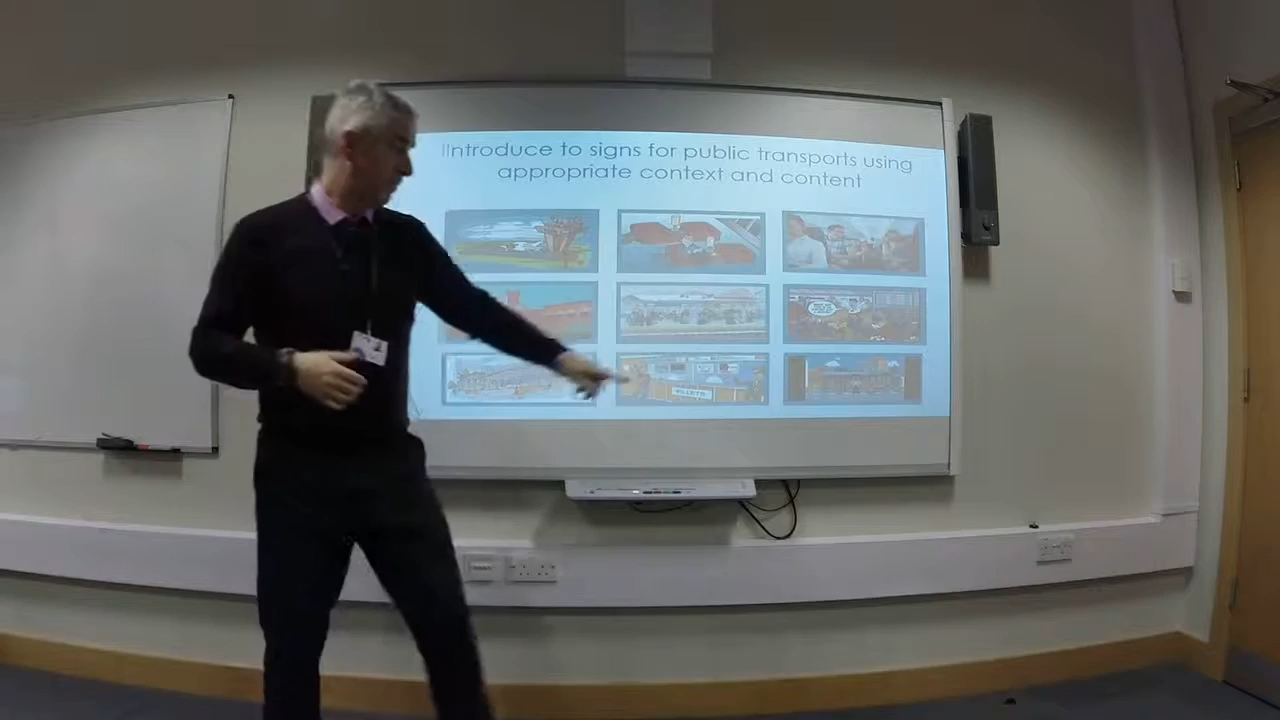 Introduce to signs for public transports using
appropriate context and content